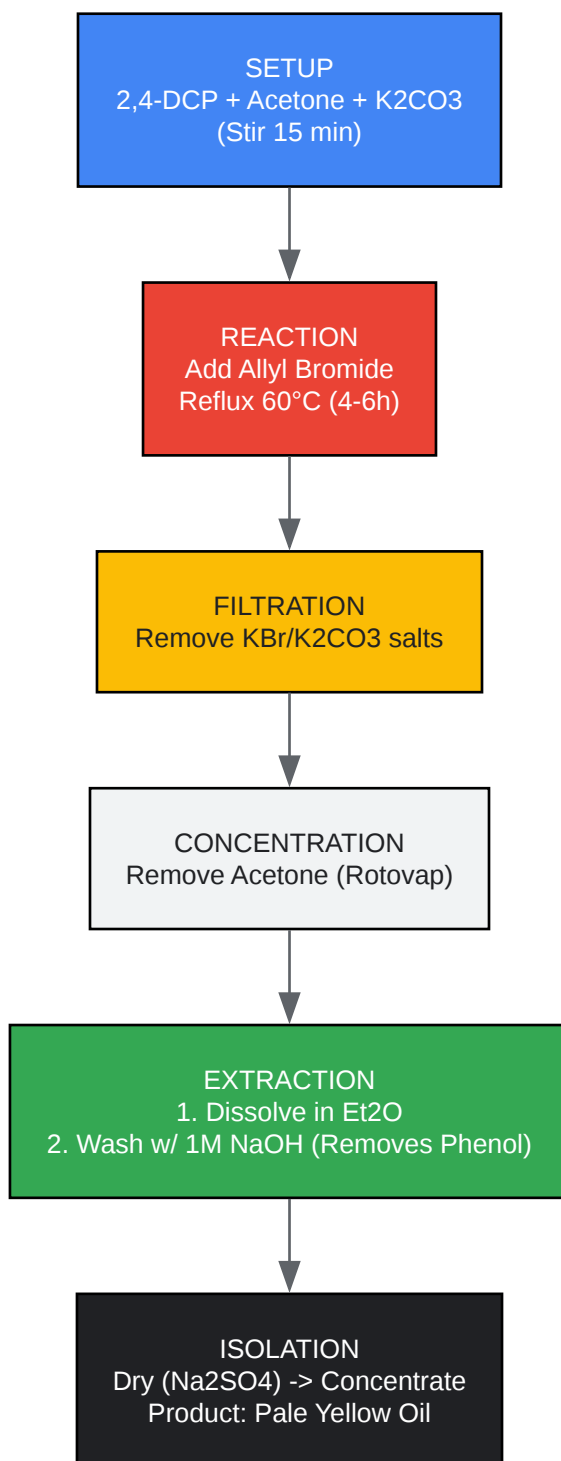 SETUP
2,4-DCP + Acetone + K2CO3
(Stir 15 min)
REACTION
Add Allyl Bromide
Reflux 60°C (4-6h)
FILTRATION
Remove KBr/K2CO3 salts
CONCENTRATION
Remove Acetone (Rotovap)
EXTRACTION
1. Dissolve in Et2O
2. Wash w/ 1M NaOH (Removes Phenol)
ISOLATION
Dry (Na2SO4) -> Concentrate
Product: Pale Yellow Oil